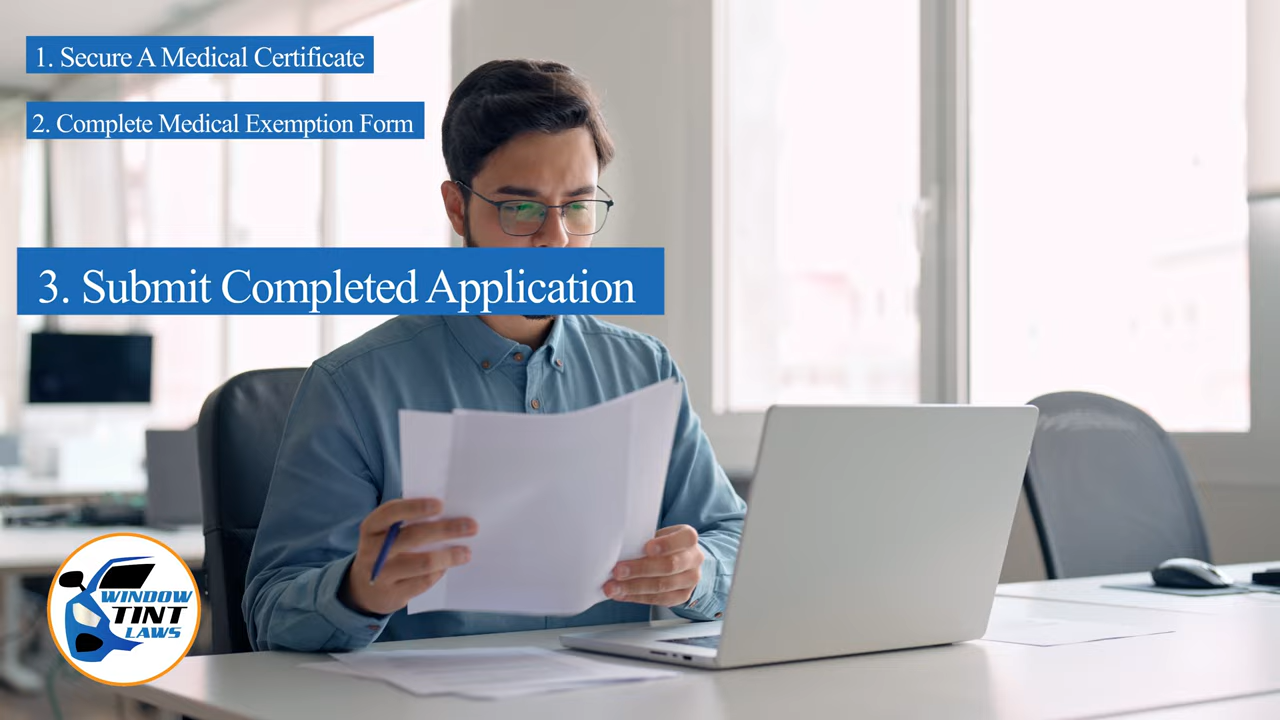 1. Secure A Medical Certificate
2. Complete Medical Exemption Form
3. Submit Completed Application
WINDOW
TINT
LAWS